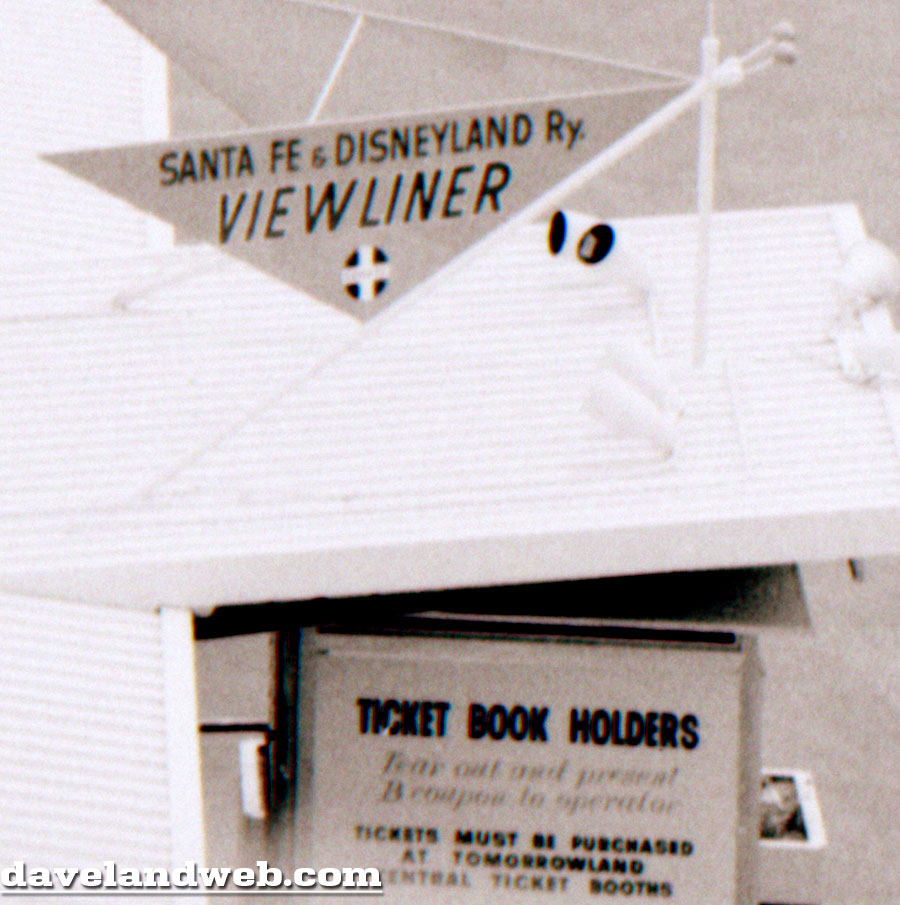 SANTA FE & DISNEYLAND Ry.
VIEWLINER
TICKET BOOK HOLDERS
Tear out and present
B coupon to operator
TICKETS MUST BE PURCHASED
AT TOMORROWLAND
CENTRAL TICKET BOOTHS
davelandweb.com